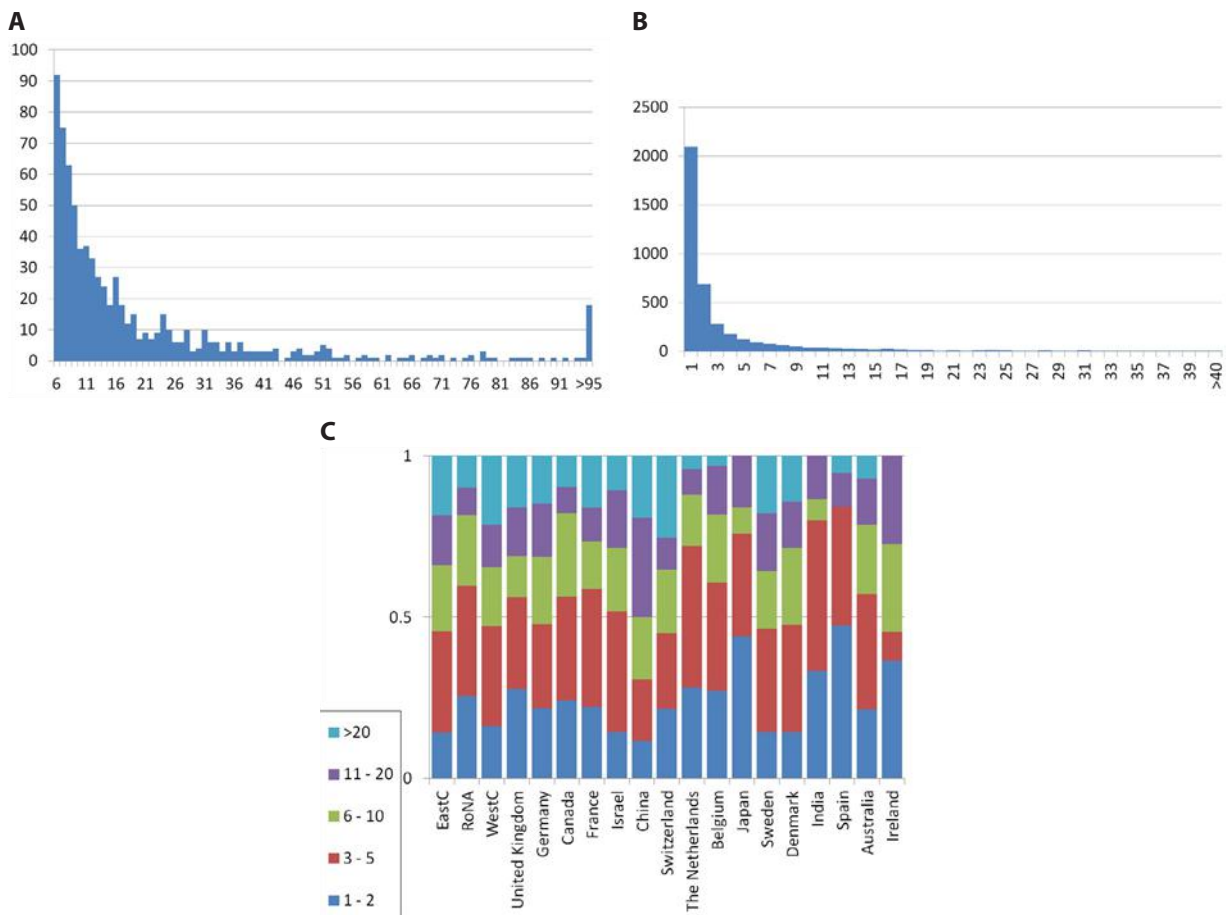 A
100
90
80
70
60
50
40
30
20
10
0
6 11 16 21 26 31 36 41 46 51 56 61 66 71 76 81 86 91 >95
B
2500
2000
1500
1000
500
0
1 3 5 7 9 11 13 15 17 19 21 23 25 27 29 31 33 35 37 39 >40
C
1
0.5
0
>20
11 - 20
6 - 10
3 - 5
1 - 2
EastC
RoNA
WestC
United Kingdom
Germany
Canada
France
Israel
China
Switzerland
The Netherlands
Belgium
Japan
Sweden
Denmark
India
Spain
Australia
Ireland